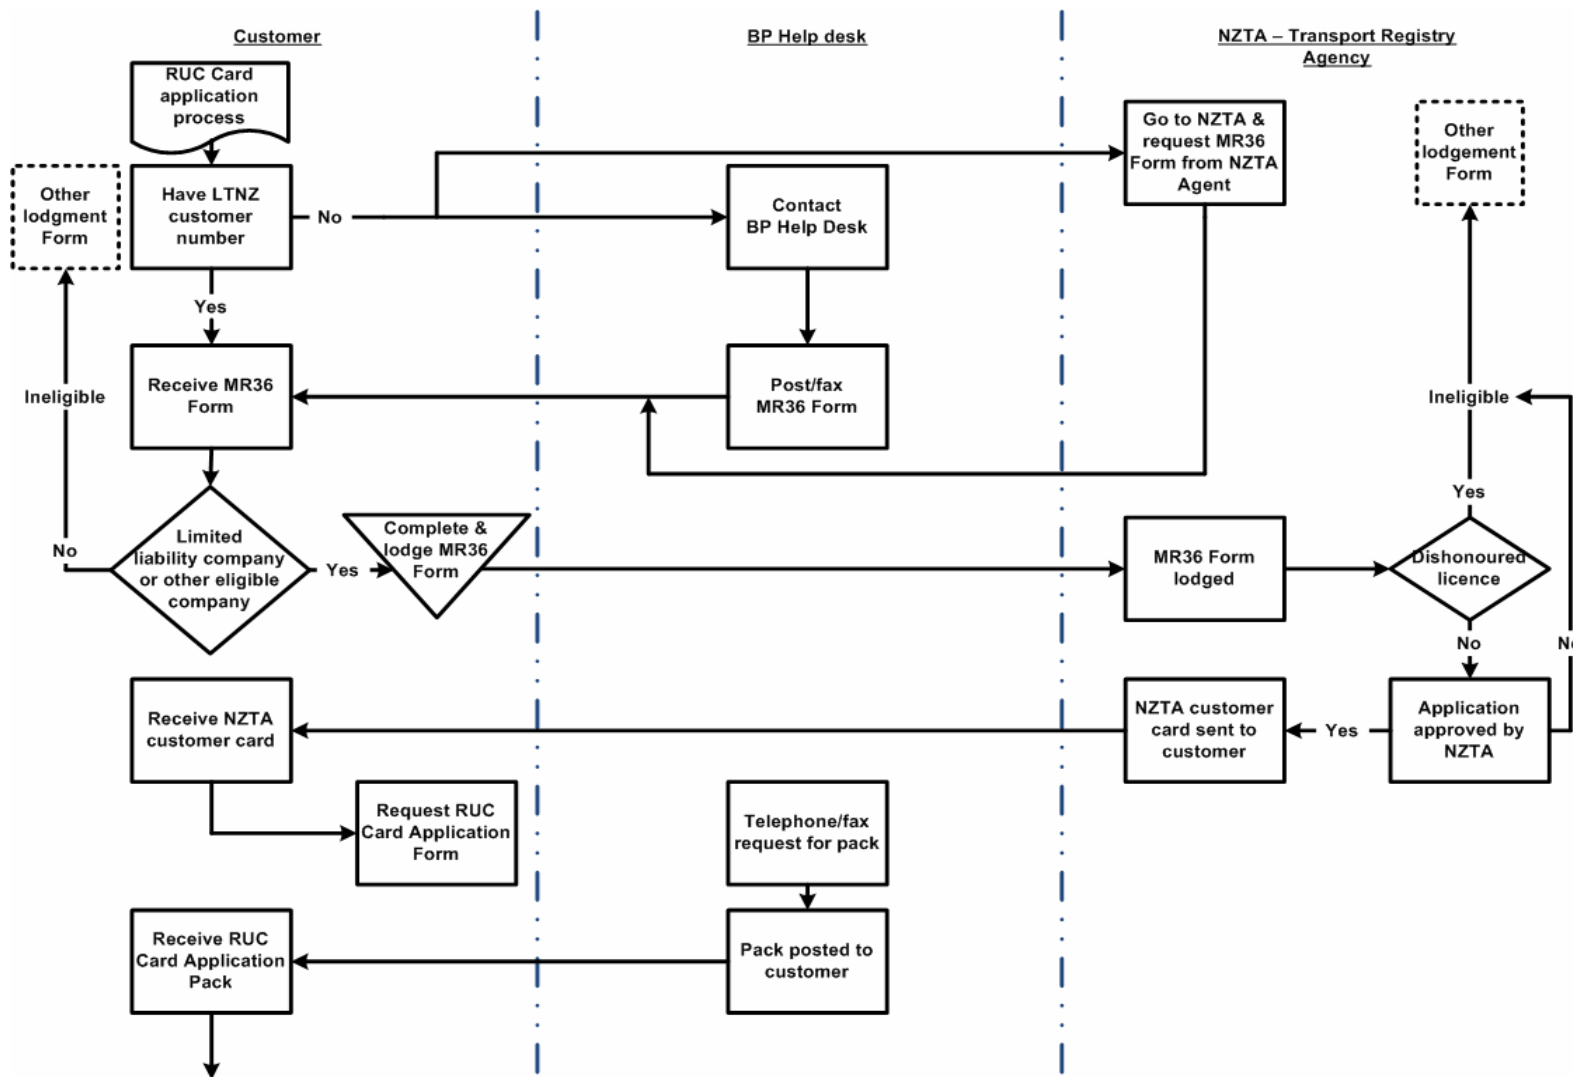 Customer
BP Help desk
NZTA – Transport Registry
Agency
RUC Card
application
process
Go to NZTA &
request MR36
Form from NZTA
Agent
Other
lodgement
Form
Other
lodgment
Form
Have LTNZ
customer
number
No
Contact
BP Help Desk
Yes
Receive MR36
Form
Ineligible
Post/fax
MR36 Form
Ineligible
Yes
Limited
liability company
or other eligible
company
No
Yes
Complete &
lodge MR36
Form
MR36 Form
lodged
Dishonoured
licence
No
Receive NZTA
customer card
NZTA customer
card sent to
customer
Yes
Application
approved by
NZTA
Request RUC
Card Application
Form
Telephone/fax
request for pack
Receive RUC
Card Application
Pack
Pack posted to
customer